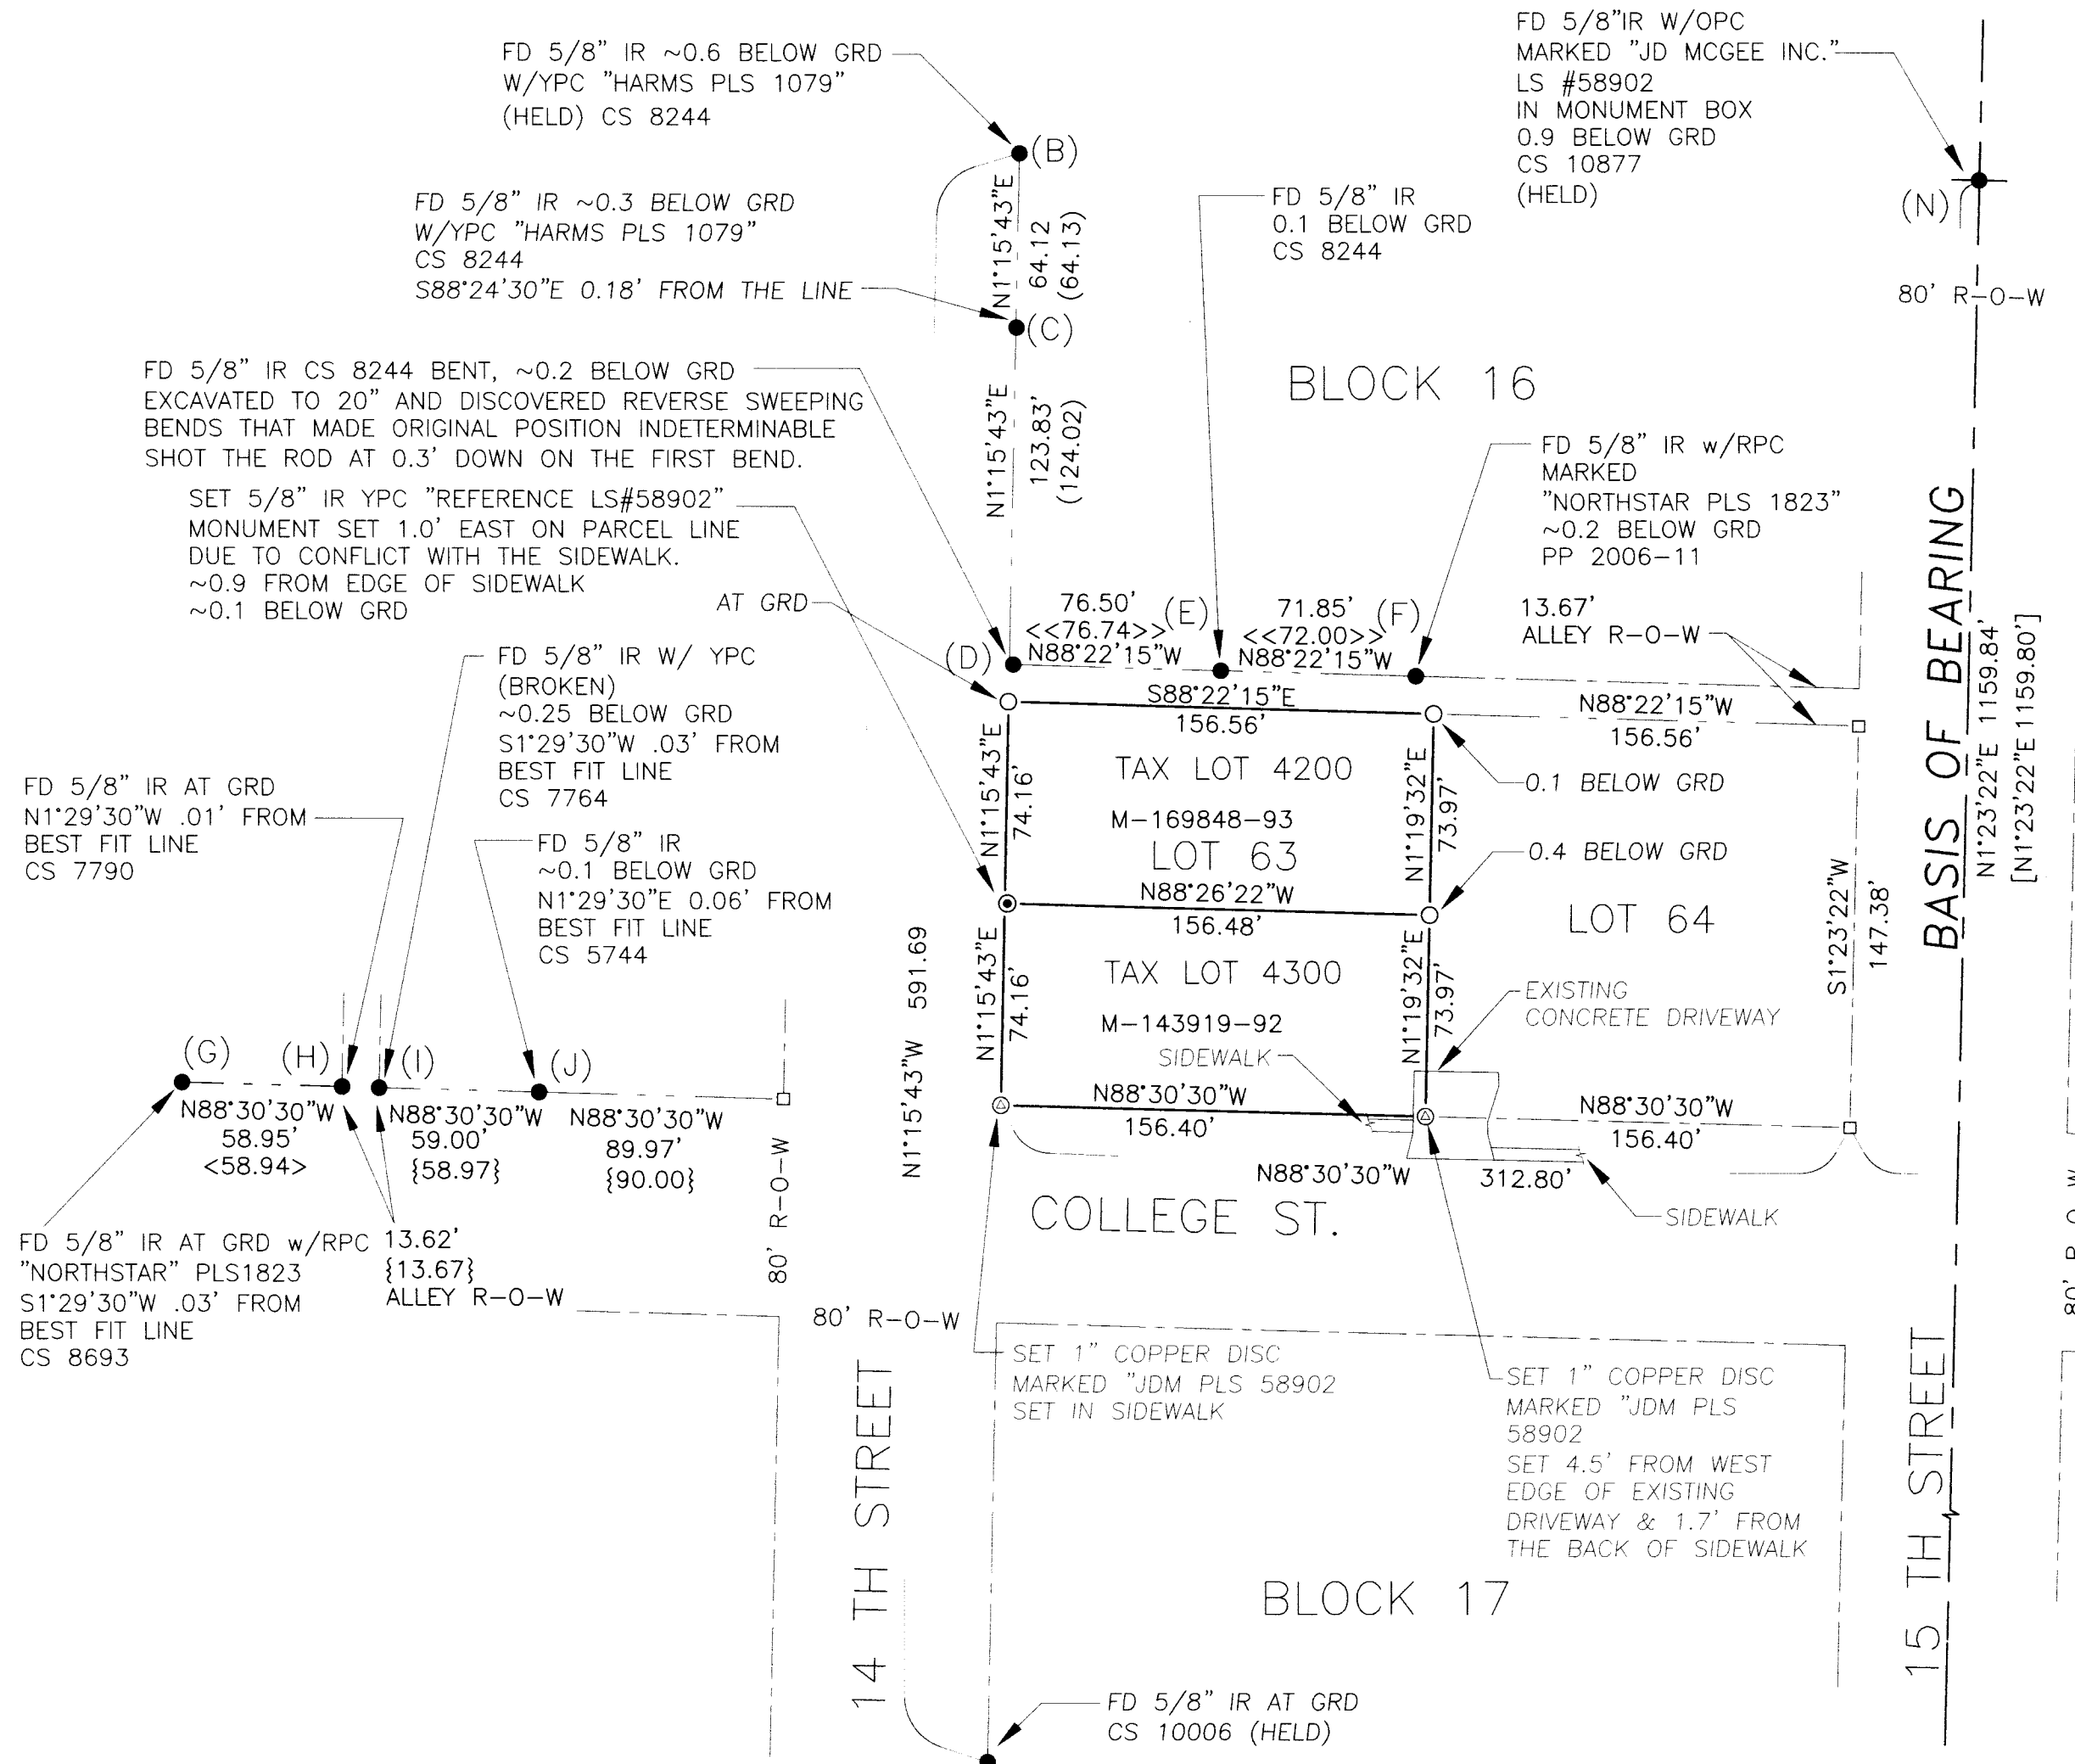 FD 5/8" IR ~0.6 BELOW GRD
W/YPC "HARMS PLS 1079"
(HELD) CS 8244
(B)
FD 5/8"IR W/OPC
MARKED "JD MCGEE INC."
LS #58902
IN MONUMENT BOX
0.9 BELOW GRD
CS 10877
(HELD)
(N)
80' R-O-W
FD 5/8" IR ~0.3 BELOW GRD
W/YPC "HARMS PLS 1079"
CS 8244
S88°24'30"E 0.18' FROM THE LINE
N1°15'43"E
64.12
(64.13)
(C)
FD 5/8" IR
0.1 BELOW GRD
CS 8244
BLOCK 16
FD 5/8" IR CS 8244 BENT, ~0.2 BELOW GRD
EXCAVATED TO 20" AND DISCOVERED REVERSE SWEEPING
BENDS THAT MADE ORIGINAL POSITION INDETERMINABLE
SHOT THE ROD AT 0.3' DOWN ON THE FIRST BEND.
N1°15'43"E
123.83'
(124.02)
FD 5/8" IR w/RPC
MARKED
"NORTHSTAR PLS 1823"
~0.2 BELOW GRD
PP 2006-11
SET 5/8" IR YPC "REFERENCE LS#58902"
MONUMENT SET 1.0' EAST ON PARCEL LINE
DUE TO CONFLICT WITH THE SIDEWALK.
~0.9 FROM EDGE OF SIDEWALK
~0.1 BELOW GRD
AT GRD
(D)
76.50'
<<76.74>>
N88°22'15"W
(E)
71.85'
<<72.00>>
N88°22'15"W
(F)
13.67'
ALLEY R-O-W
BASIS OF BEARING
N1°23'22"E 1159.84'
[N1°23'22"E 1159.80']
S88°22'15"E
156.56'
N88°22'15"W
156.56'
FD 5/8" IR W/ YPC
(BROKEN)
~0.25 BELOW GRD
S1°29'30"W .03' FROM
BEST FIT LINE
CS 7764
FD 5/8" IR AT GRD
N1°29'30"W .01' FROM
BEST FIT LINE
CS 7790
FD 5/8" IR
~0.1 BELOW GRD
N1°29'30"E 0.06' FROM
BEST FIT LINE
CS 5744
N1°15'43"E
74.16'
TAX LOT 4200
M-169848-93
LOT 63
N1°19'32"E
73.97'
0.1 BELOW GRD
0.4 BELOW GRD
N88°26'22"W
156.48'
LOT 64
S1°23'22"W
147.38'
N1°15'43"W 591.69
N1°15'43"E
74.16'
TAX LOT 4300
M-143919-92
SIDEWALK
N1°19'32"E
73.97'
EXISTING
CONCRETE DRIVEWAY
(G)
(H)
(I)
(J)
N88°30'30"W
58.95'
<58.94>
N88°30'30"W
59.00'
{58.97}
N88°30'30"W
89.97'
{90.00}
N88°30'30"W
156.40'
N88°30'30"W
156.40'
N88°30'30"W 312.80'
80' R-O-W
COLLEGE ST.
SIDEWALK
FD 5/8" IR AT GRD w/RPC
"NORTHSTAR" PLS1823
S1°29'30"W .03' FROM
BEST FIT LINE
CS 8693
13.62'
{13.67}
ALLEY R-O-W
80' R-O-W
80' R-O-W
SET 1" COPPER DISC
MARKED "JDM PLS 58902
SET IN SIDEWALK
SET 1" COPPER DISC
MARKED "JDM PLS
58902
SET 4.5' FROM WEST
EDGE OF EXISTING
DRIVEWAY & 1.7' FROM
THE BACK OF SIDEWALK
14 TH STREET
15 TH STREET
BLOCK 17
FD 5/8" IR AT GRD
CS 10006 (HELD)